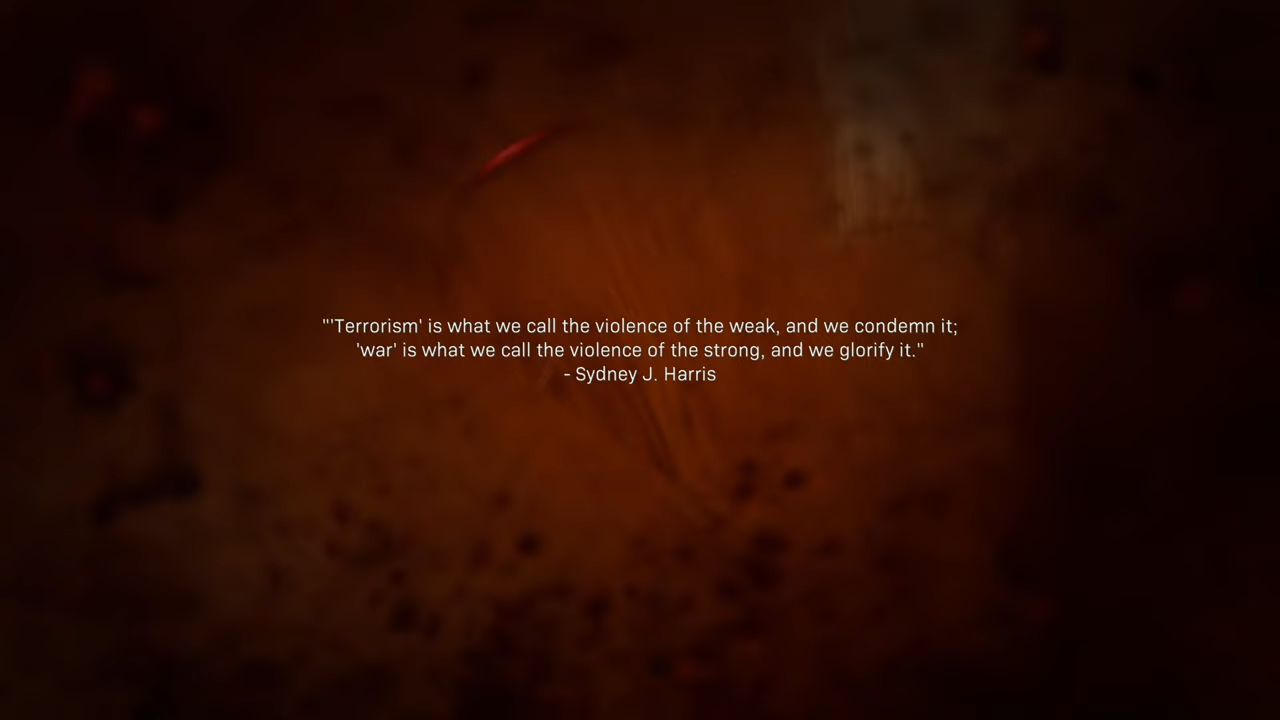 "'Terrorism' is what we call the violence of the weak, and we condemn it;
'war' is what we call the violence of the strong, and we glorify it."
- Sydney J. Harris